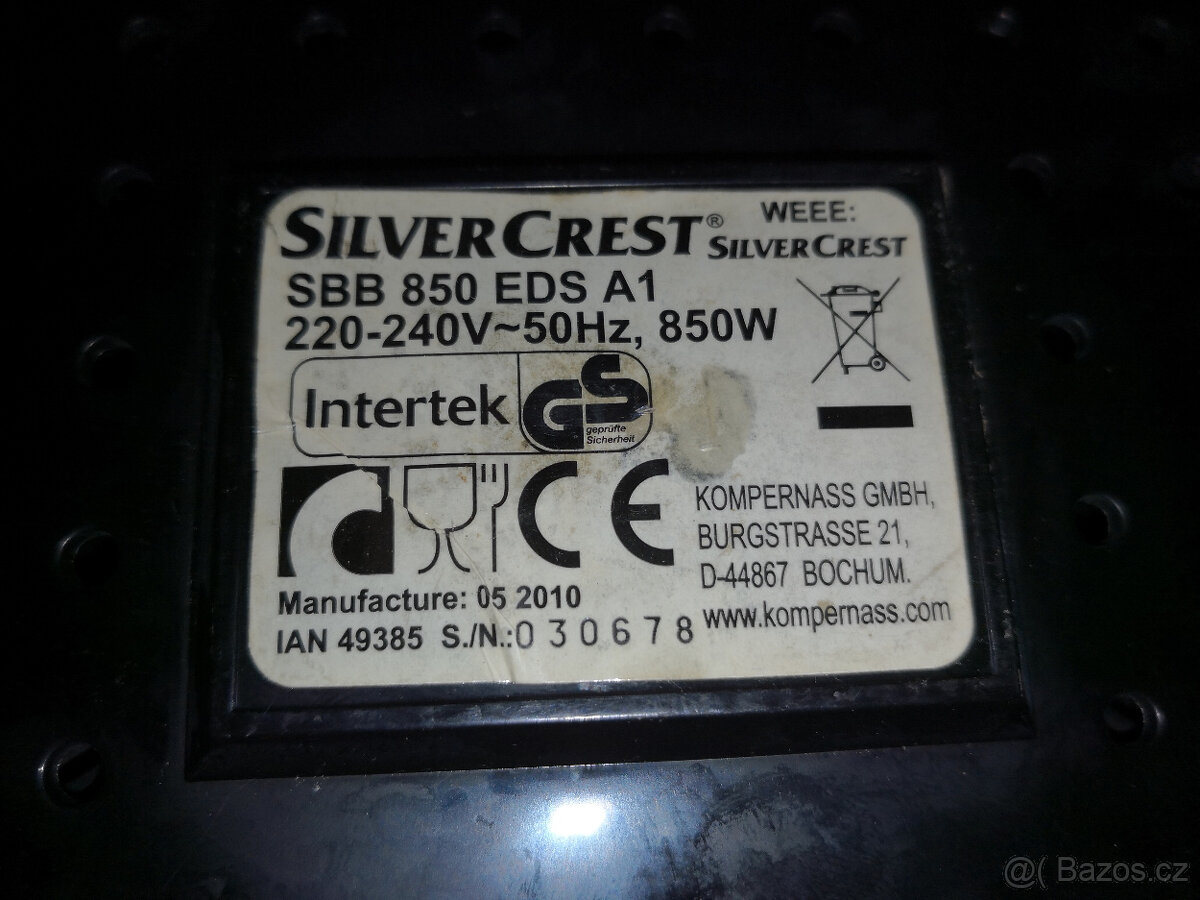 SILVERCREST®
WEEE:
SILVERCREST
SBB 850 EDS A1
220-240V~50Hz, 850W
Intertek
GS
geprüfte
Sicherheit
CE
KOMPERNASS GMBH,
BURGSTRASSE 21,
D-44867 BOCHUM.
www.kompernass.com
Manufacture: 05 2010
IAN 49385 S./N.:030678
@( Bazos.cz